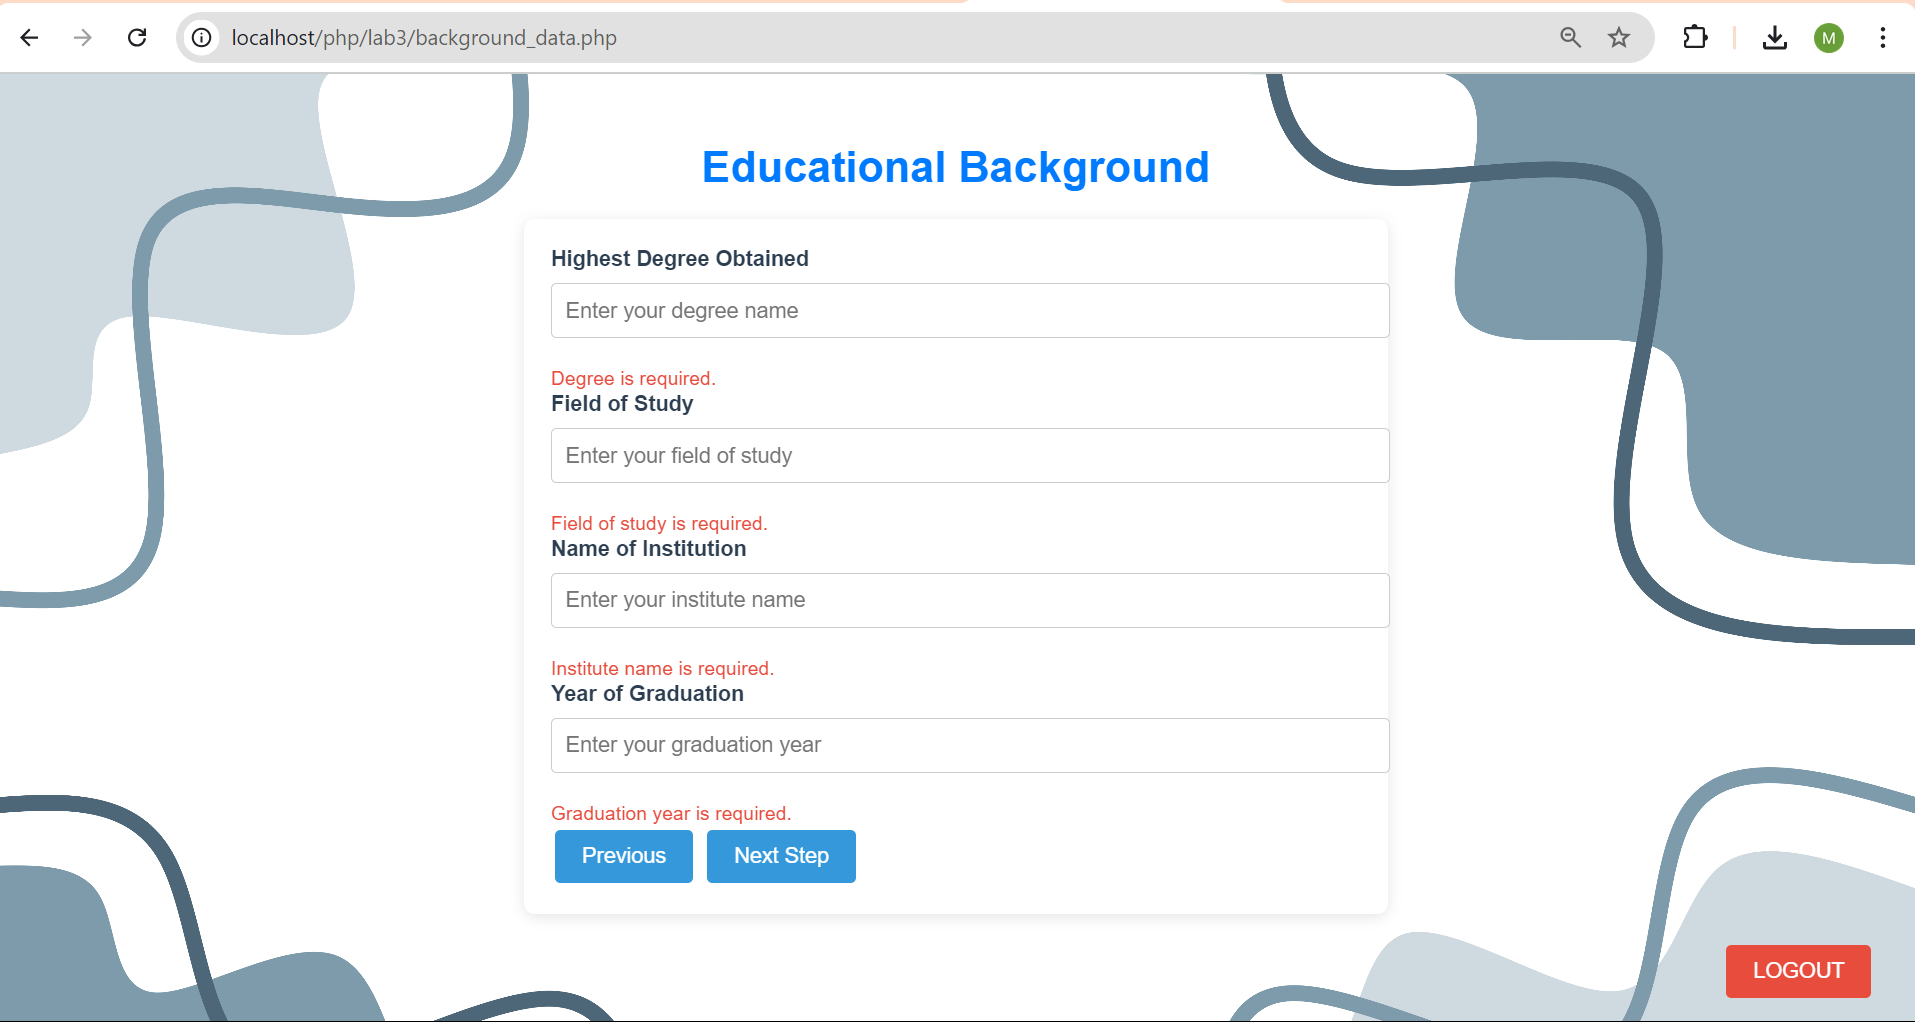 localhost/php/lab3/background_data.php
M
Educational Background
Highest Degree Obtained
Enter your degree name
Degree is required.
Field of Study
Enter your field of study
Field of study is required.
Name of Institution
Enter your institute name
Institute name is required.
Year of Graduation
Enter your graduation year
Graduation year is required.
Previous Next Step
LOGOUT